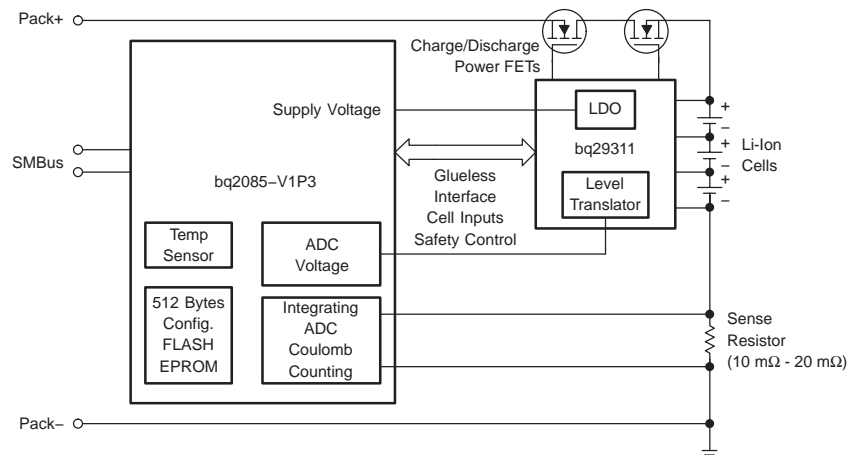 Pack+
Charge/Discharge
Power FETs
Supply Voltage
LDO
bq29311
+
−
+
−
+
−
Li-Ion
Cells
SMBus
bq2085−V1P3
Glueless
Interface
Cell Inputs
Safety Control
Level
Translator
Temp
Sensor
ADC
Voltage
512 Bytes
Config.
FLASH
EPROM
Integrating
ADC
Coulomb
Counting
Sense
Resistor
(10 mΩ - 20 mΩ)
Pack−